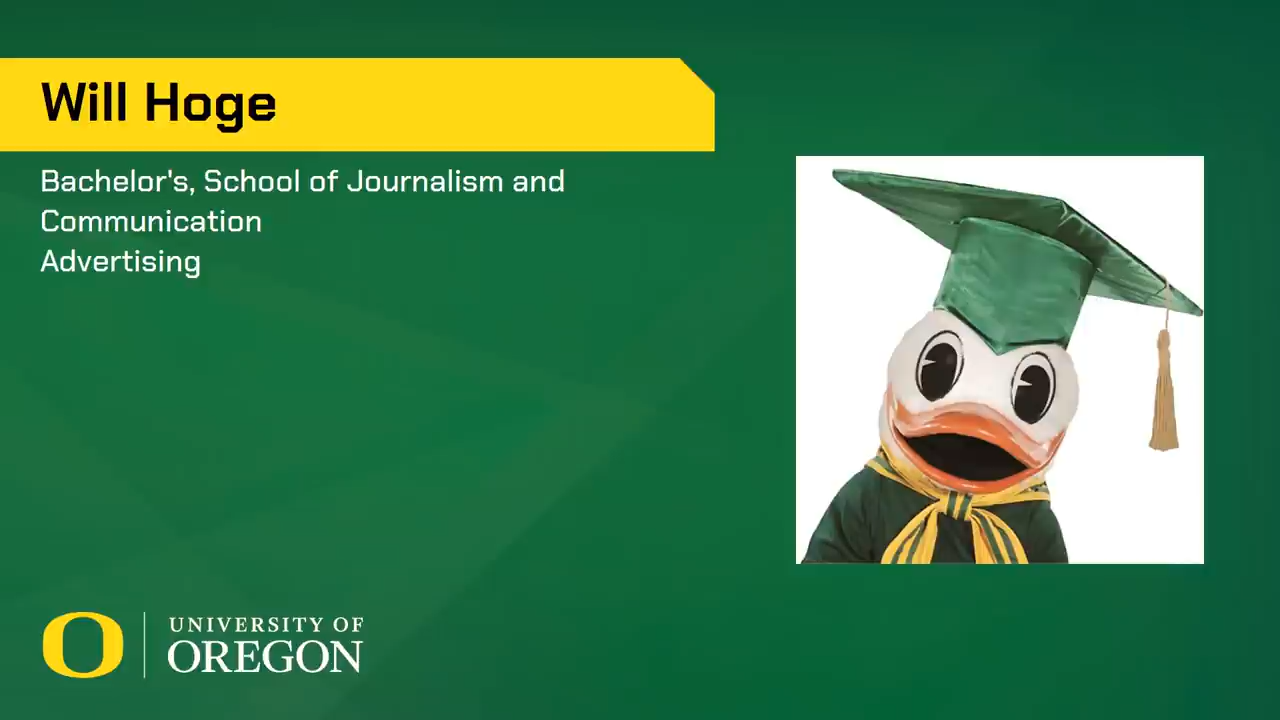 Will Hoge
Bachelor's, School of Journalism and
Communication
Advertising
UNIVERSITY OF
OREGON